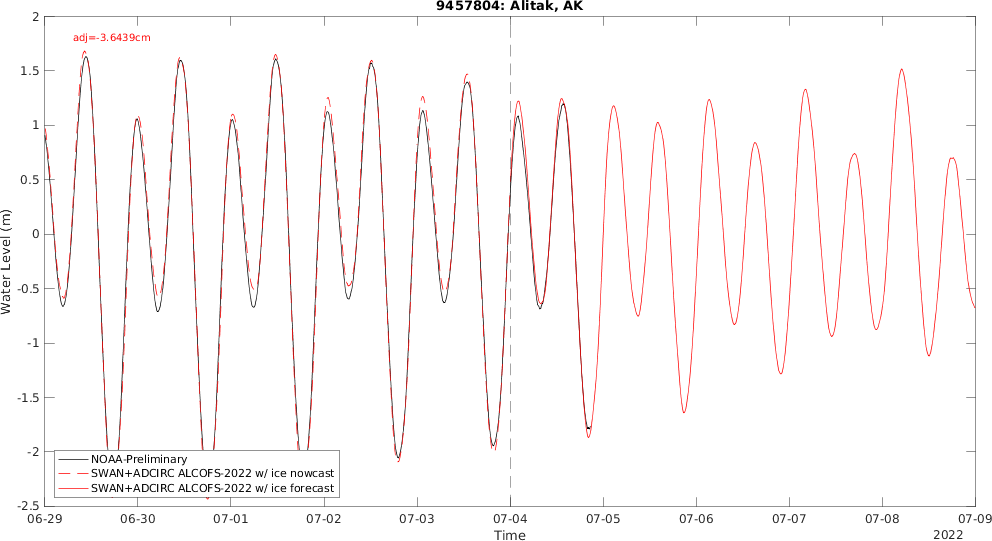 9457804: Alitak, AK
adj=-3.6439cm
Water Level (m)
2
1.5
1
0.5
0
-0.5
-1
-1.5
-2
-2.5
NOAA-Preliminary
SWAN+ADCIRC ALCOFS-2022 w/ ice nowcast
SWAN+ADCIRC ALCOFS-2022 w/ ice forecast
06-29 06-30 07-01 07-02 07-03 07-04 07-05 07-06 07-07 07-08 07-09
Time
2022